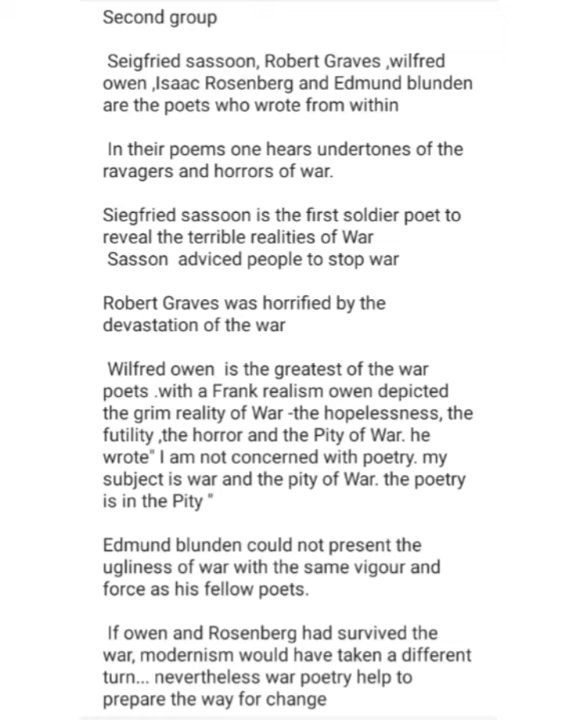 Second group
Seigfried sassoon, Robert Graves ,wilfred
owen ,Isaac Rosenberg and Edmund blunden
are the poets who wrote from within
In their poems one hears undertones of the
ravagers and horrors of war.
Siegfried sassoon is the first soldier poet to
reveal the terrible realities of War
Sasson  adviced people to stop war
Robert Graves was horrified by the
devastation of the war
Wilfred owen  is the greatest of the war
poets .with a Frank realism owen depicted
the grim reality of War -the hopelessness, the
futility ,the horror and the Pity of War. he
wrote" I am not concerned with poetry. my
subject is war and the pity of War. the poetry
is in the Pity "
Edmund blunden could not present the
ugliness of war with the same vigour and
force as his fellow poets.
If owen and Rosenberg had survived the
war, modernism would have taken a different
turn... nevertheless war poetry help to
prepare the way for change